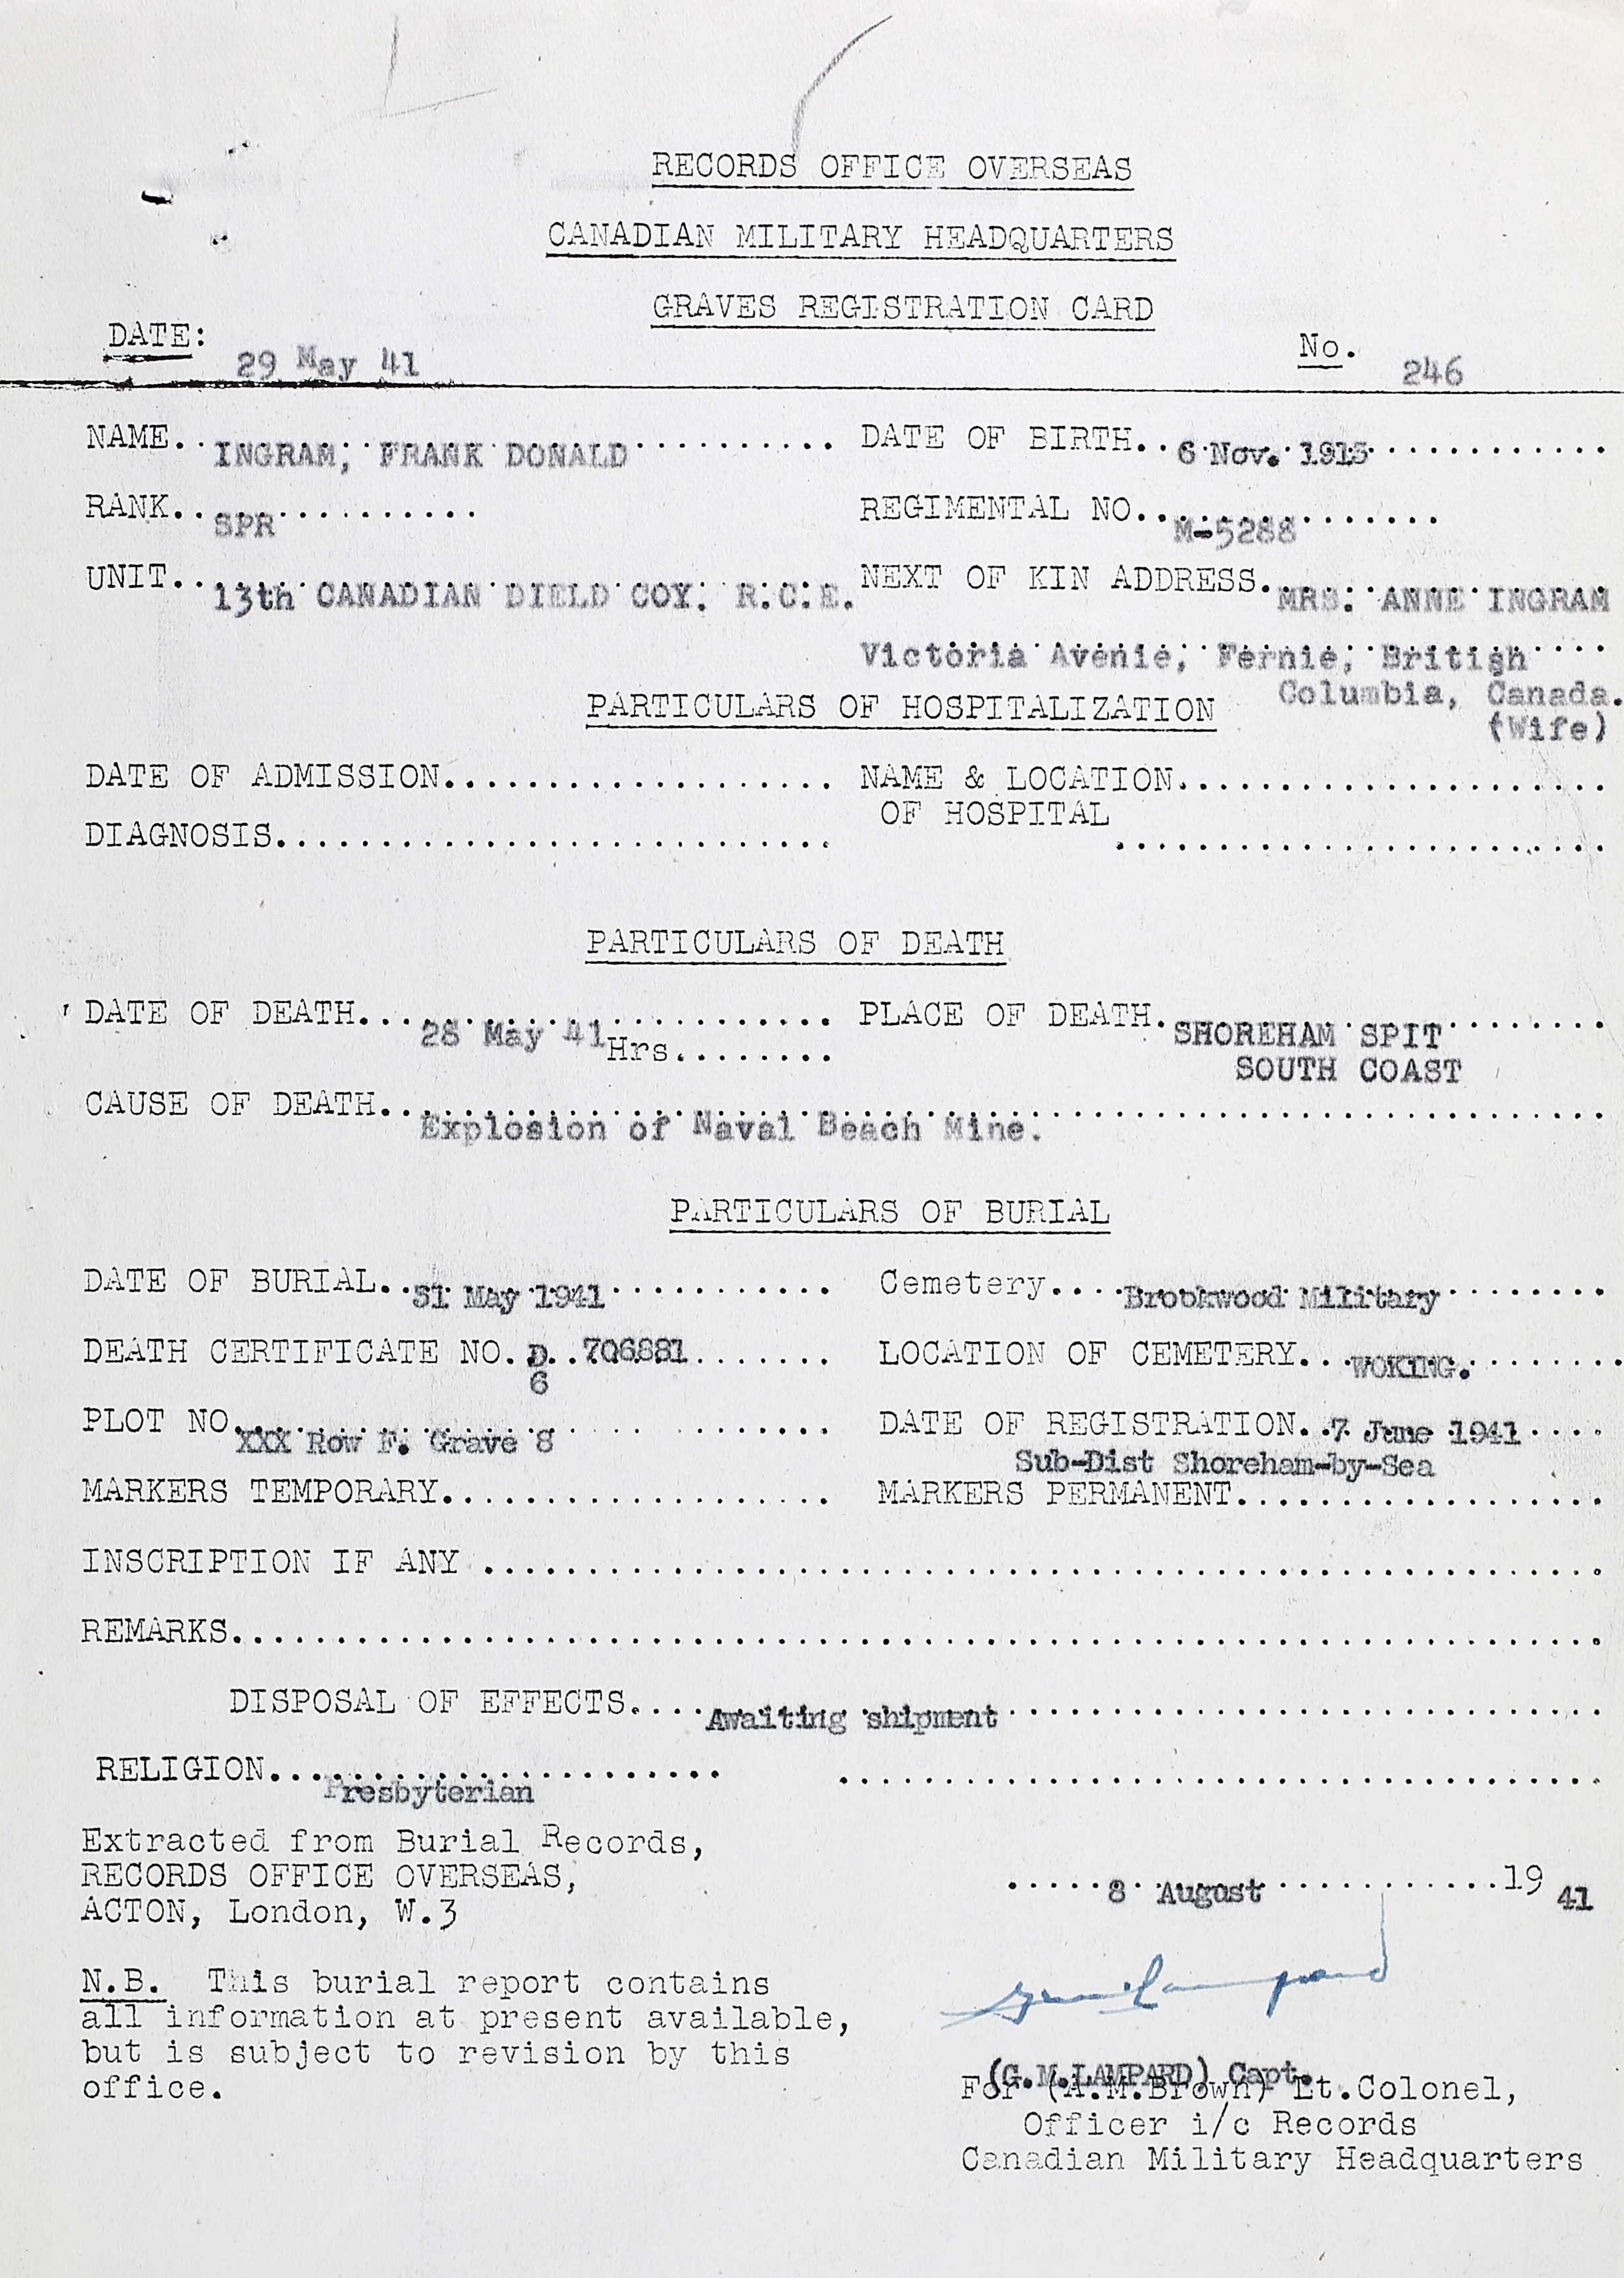 RECORDS OFFICE OVERSEAS
CANADIAN MILITARY HEADQUARTERS
GRAVES REGISTRATION CARD
DATE: 29 May 41 No. 246
NAME.. INGRAM, FRANK DONALD .......... DATE OF BIRTH.. 6 Nov. ............
RANK.. SPR ............ REGIMENTAL NO.. M-5288 .......
UNIT.. 13th CANADIAN DIELD COY. R.C.E. NEXT OF KIN ADDRESS. MRS. ANNE INGRAM
Victoria Avenie, Fernie, British
Columbia, Canada.
(Wife)
PARTICULARS OF HOSPITALIZATION
DATE OF ADMISSION................... NAME & LOCATION.....................
OF HOSPITAL ........................
DIAGNOSIS...........................
PARTICULARS OF DEATH
DATE OF DEATH... 28 May 41 Hrs........ PLACE OF DEATH. SHOREHAM SPIT ........
SOUTH COAST
CAUSE OF DEATH.. Explosion of Naval Beach Mine.
PARTICULARS OF BURIAL
DATE OF BURIAL.. 31 May 1941 ........... Cemetery.... Brookwood Military ........
DEATH CERTIFICATE NO. D.. 706881 ....... LOCATION OF CEMETERY.. WOKING. .......
6
PLOT NO. XXX Row F. Grave 8 ....... DATE OF REGISTRATION. 7 June 1941 ....
Sub-Dist Shoreham-by-Sea
MARKERS TEMPORARY................... MARKERS PERMANENT..................
INSCRIPTION IF ANY ......................................................
REMARKS..................................................................
DISPOSAL OF EFFECTS.... Awaiting shipment .............................
RELIGION... Presbyterian ......... .....................................
Extracted from Burial Records,
RECORDS OFFICE OVERSEAS,
ACTON, London, W.3
..... 8 August ............ 19 41
N.B. This burial report contains
all information at present available,
but is subject to revision by this
office.
(G.M.LAMPARD) Capt.
For (A.M.Brown) Lt.Colonel,
Officer i/c Records
Canadian Military Headquarters